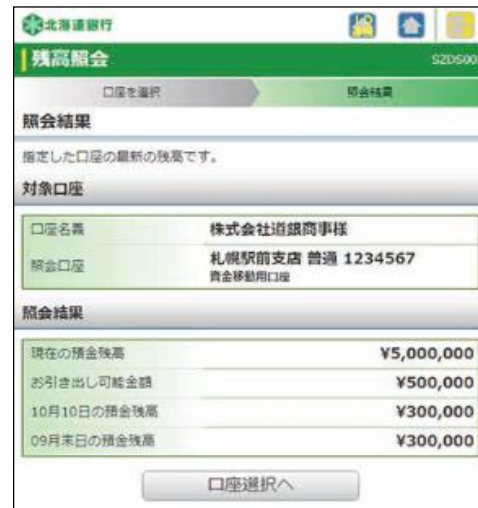 北海道銀行
残高照会
SZDS00
口座を選択
照会結果
照会結果
指定した口座の最新の残高です。
対象口座
口座名義 株式会社道銀商事様
照会口座 札幌駅前支店 普通 1234567
資金移動用口座
照会結果
現在の預金残高 ¥5,000,000
お引き出し可能金額 ¥500,000
10月10日の預金残高 ¥300,000
09月末日の預金残高 ¥300,000
口座選択へ